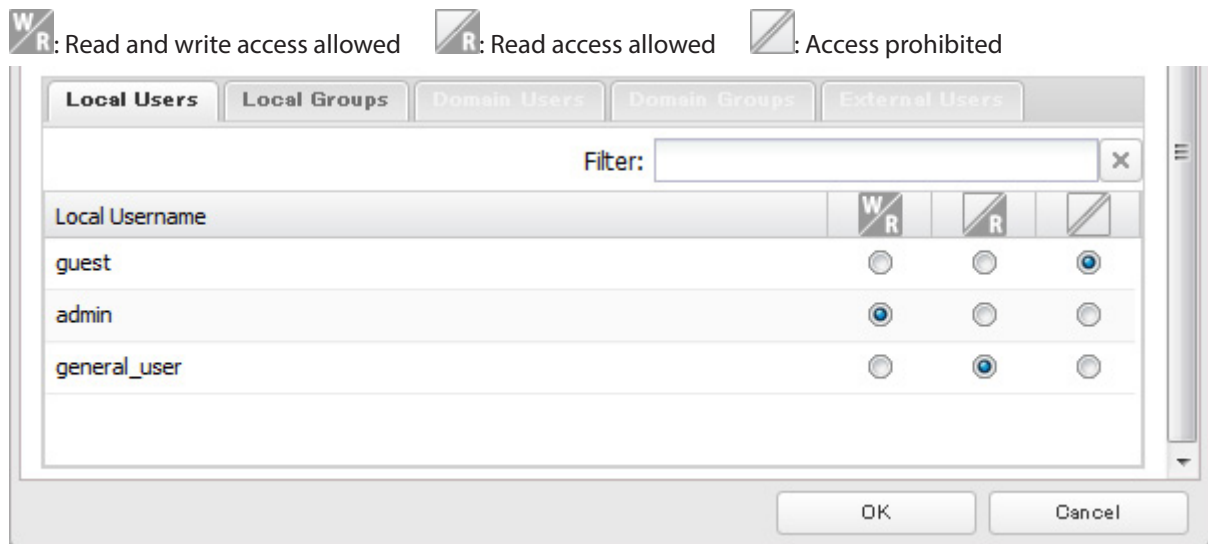 W/R : Read and write access allowed /R : Read access allowed : Access prohibited
Local Users Local Groups Domain Users Domain Groups External Users
Filter:
Local Username W/R /R
guest
admin
general_user
OK Cancel